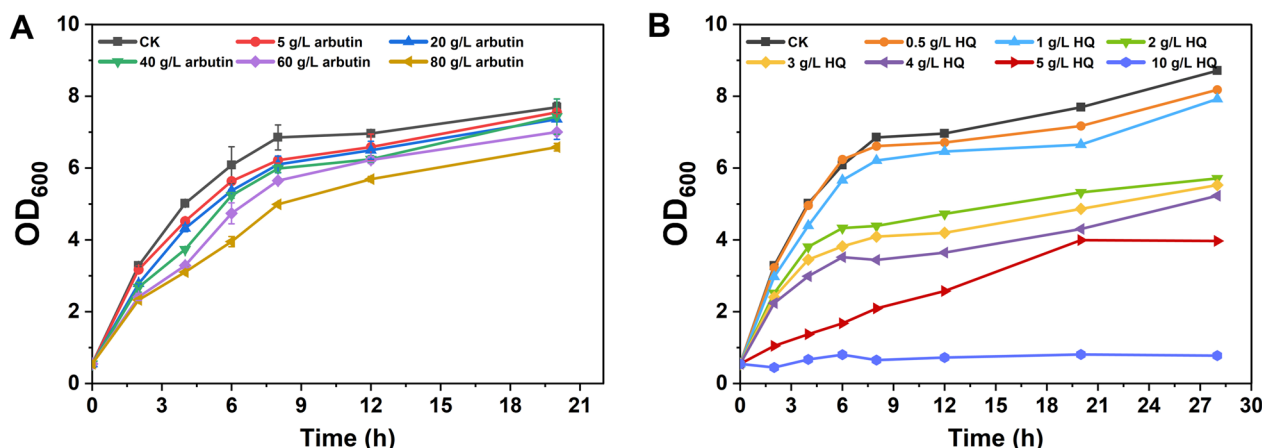 A
CK 5 g/L arbutin 20 g/L arbutin
40 g/L arbutin 60 g/L arbutin 80 g/L arbutin
OD600
10
8
6
4
2
0
0 3 6 9 12 15 18 21
Time (h)
B
CK 0.5 g/L HQ 1 g/L HQ 2 g/L HQ
3 g/L HQ 4 g/L HQ 5 g/L HQ 10 g/L HQ
OD600
10
8
6
4
2
0
0 3 6 9 12 15 18 21 24 27 30
Time (h)